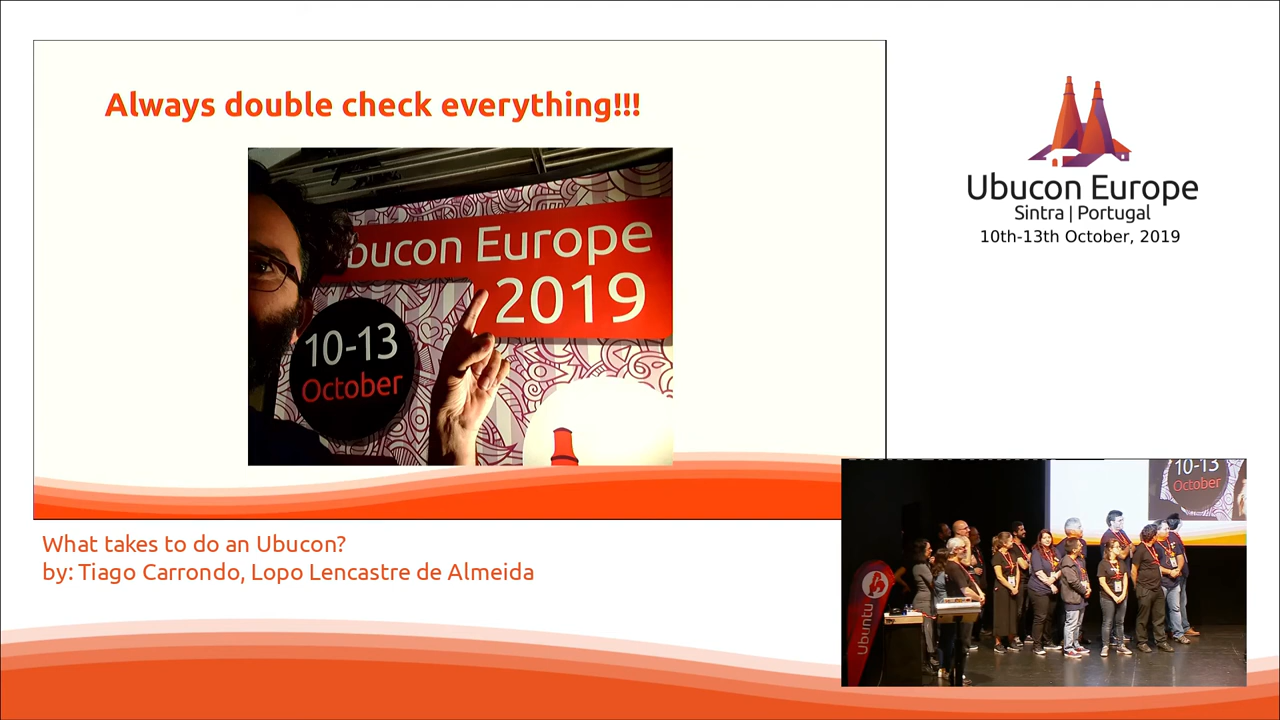 Always double check everything!!!
bucon Europe
2019
10-13
October
Ubucon Europe
Sintra | Portugal
10th-13th October, 2019
What takes to do an Ubucon?
by: Tiago Carrondo, Lopo Lencastre de Almeida
10-13
October
Ubuntu